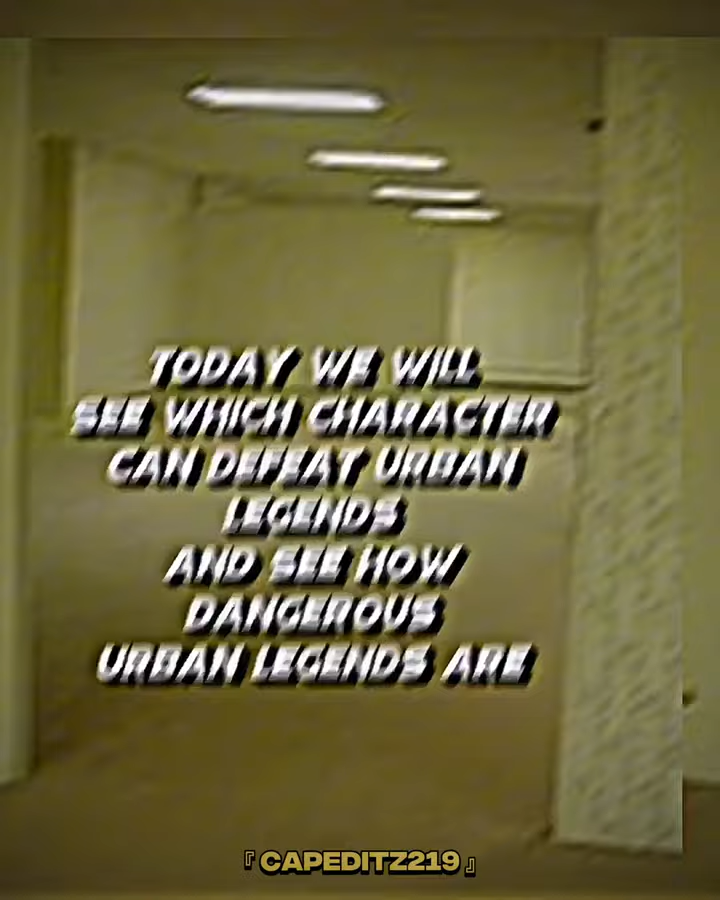 TODAY WE WILL
SEE WHICH CHARACTER
CAN DEFEAT URBAN
LEGENDS
AND SEE HOW
DANGEROUS
URBAN LEGENDS ARE
『 CAPEDITZ219 』